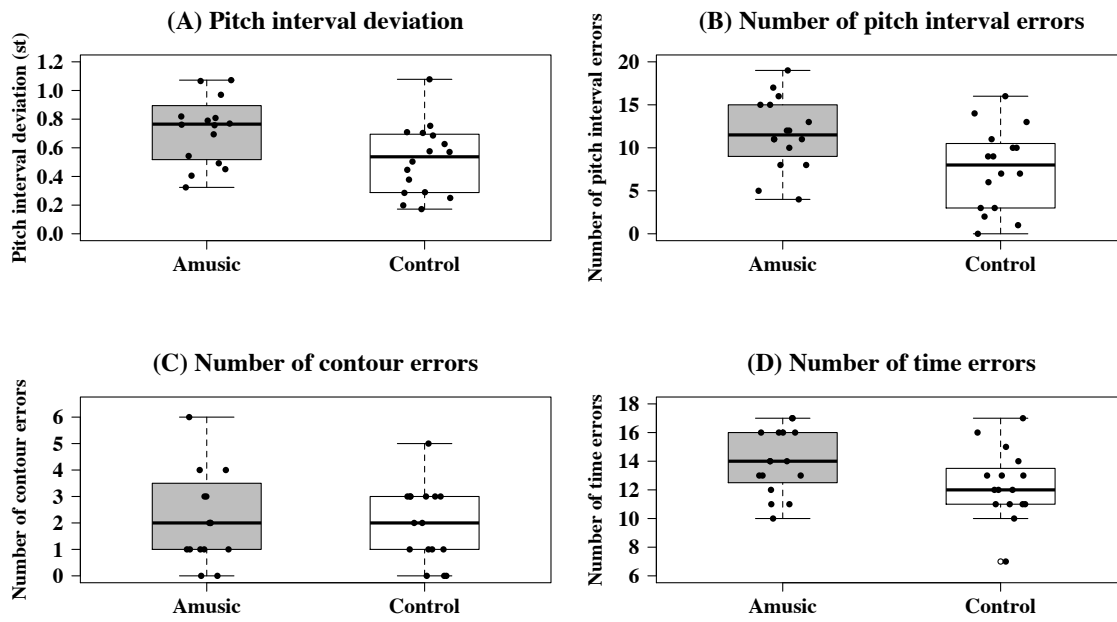 (A) Pitch interval deviation
Pitch interval deviation (st)
1.2
1.0
0.8
0.6
0.4
0.2
0.0
Amusic
Control
(B) Number of pitch interval errors
Number of pitch interval errors
20
15
10
5
0
Amusic
Control
(C) Number of contour errors
Number of contour errors
6
5
4
3
2
1
0
Amusic
Control
(D) Number of time errors
Number of time errors
18
16
14
12
10
8
6
Amusic
Control